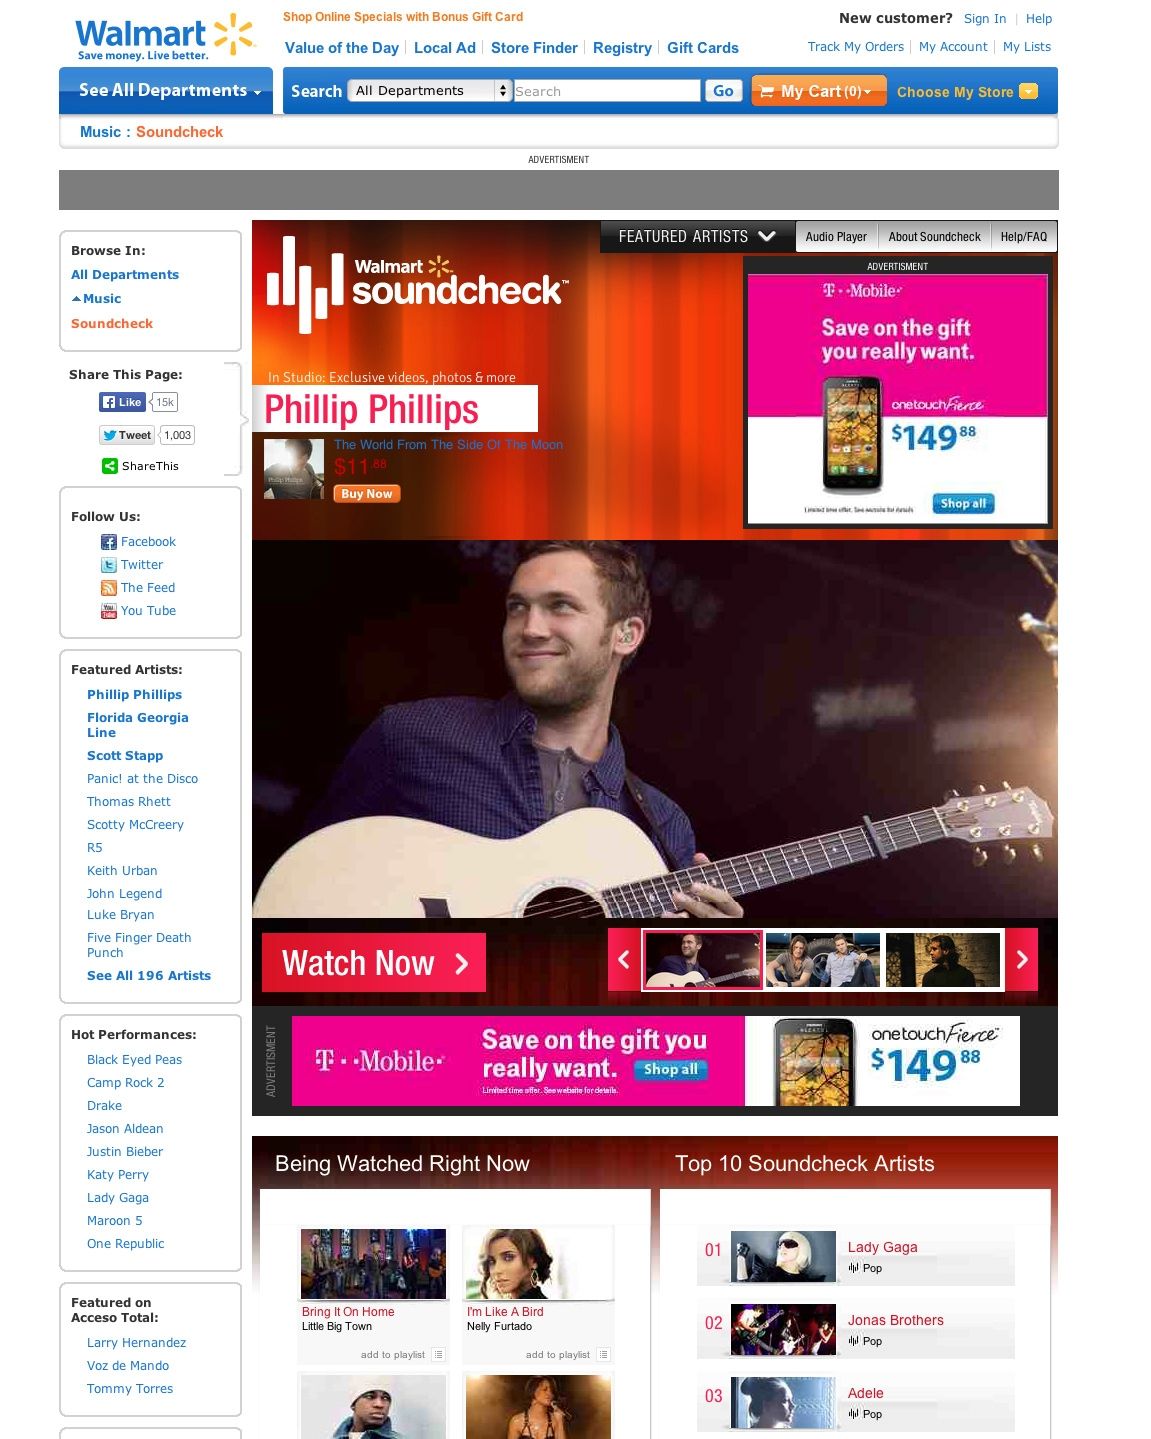 Walmart
Save money. Live better.
Shop Online Specials with Bonus Gift Card
New customer? Sign In | Help
Value of the Day Local Ad Store Finder Registry Gift Cards
Track My Orders My Account My Lists
See All Departments
Search All Departments Search Go My Cart (0) Choose My Store
Music : Soundcheck
ADVERTISMENT
Browse In:
All Departments
Music
Soundcheck
Share This Page:
Like 15k
Tweet 1,003
ShareThis
Follow Us:
Facebook
Twitter
The Feed
You Tube
Featured Artists:
Phillip Phillips
Florida Georgia
Line
Scott Stapp
Panic! at the Disco
Thomas Rhett
Scotty McCreery
R5
Keith Urban
John Legend
Luke Bryan
Five Finger Death
Punch
See All 196 Artists
Hot Performances:
Black Eyed Peas
Camp Rock 2
Drake
Jason Aldean
Justin Bieber
Katy Perry
Lady Gaga
Maroon 5
One Republic
Featured on
Acceso Total:
Larry Hernandez
Voz de Mando
Tommy Torres
FEATURED ARTISTS Audio Player About Soundcheck Help/FAQ
Walmart
soundcheck™
ADVERTISMENT
T··Mobile·
Save on the gift
you really want.
onetouch Fierce™
$149 88
Shop all
Limited time offer. See website for details
In Studio: Exclusive videos, photos & more
Phillip Phillips
Phillip Phillips
The World From The Side Of The Moon
$11.88
Buy Now
Watch Now
ADVERTISMENT
T··Mobile·
Save on the gift you
really want. Shop all
Limited time offer. See website for details.
ALCATEL
onetouch Fierce™
$149 88
Being Watched Right Now
Bring It On Home
Little Big Town
add to playlist
I'm Like A Bird
Nelly Furtado
add to playlist
Top 10 Soundcheck Artists
01 Lady Gaga
Pop
02 Jonas Brothers
Pop
03 Adele
Pop